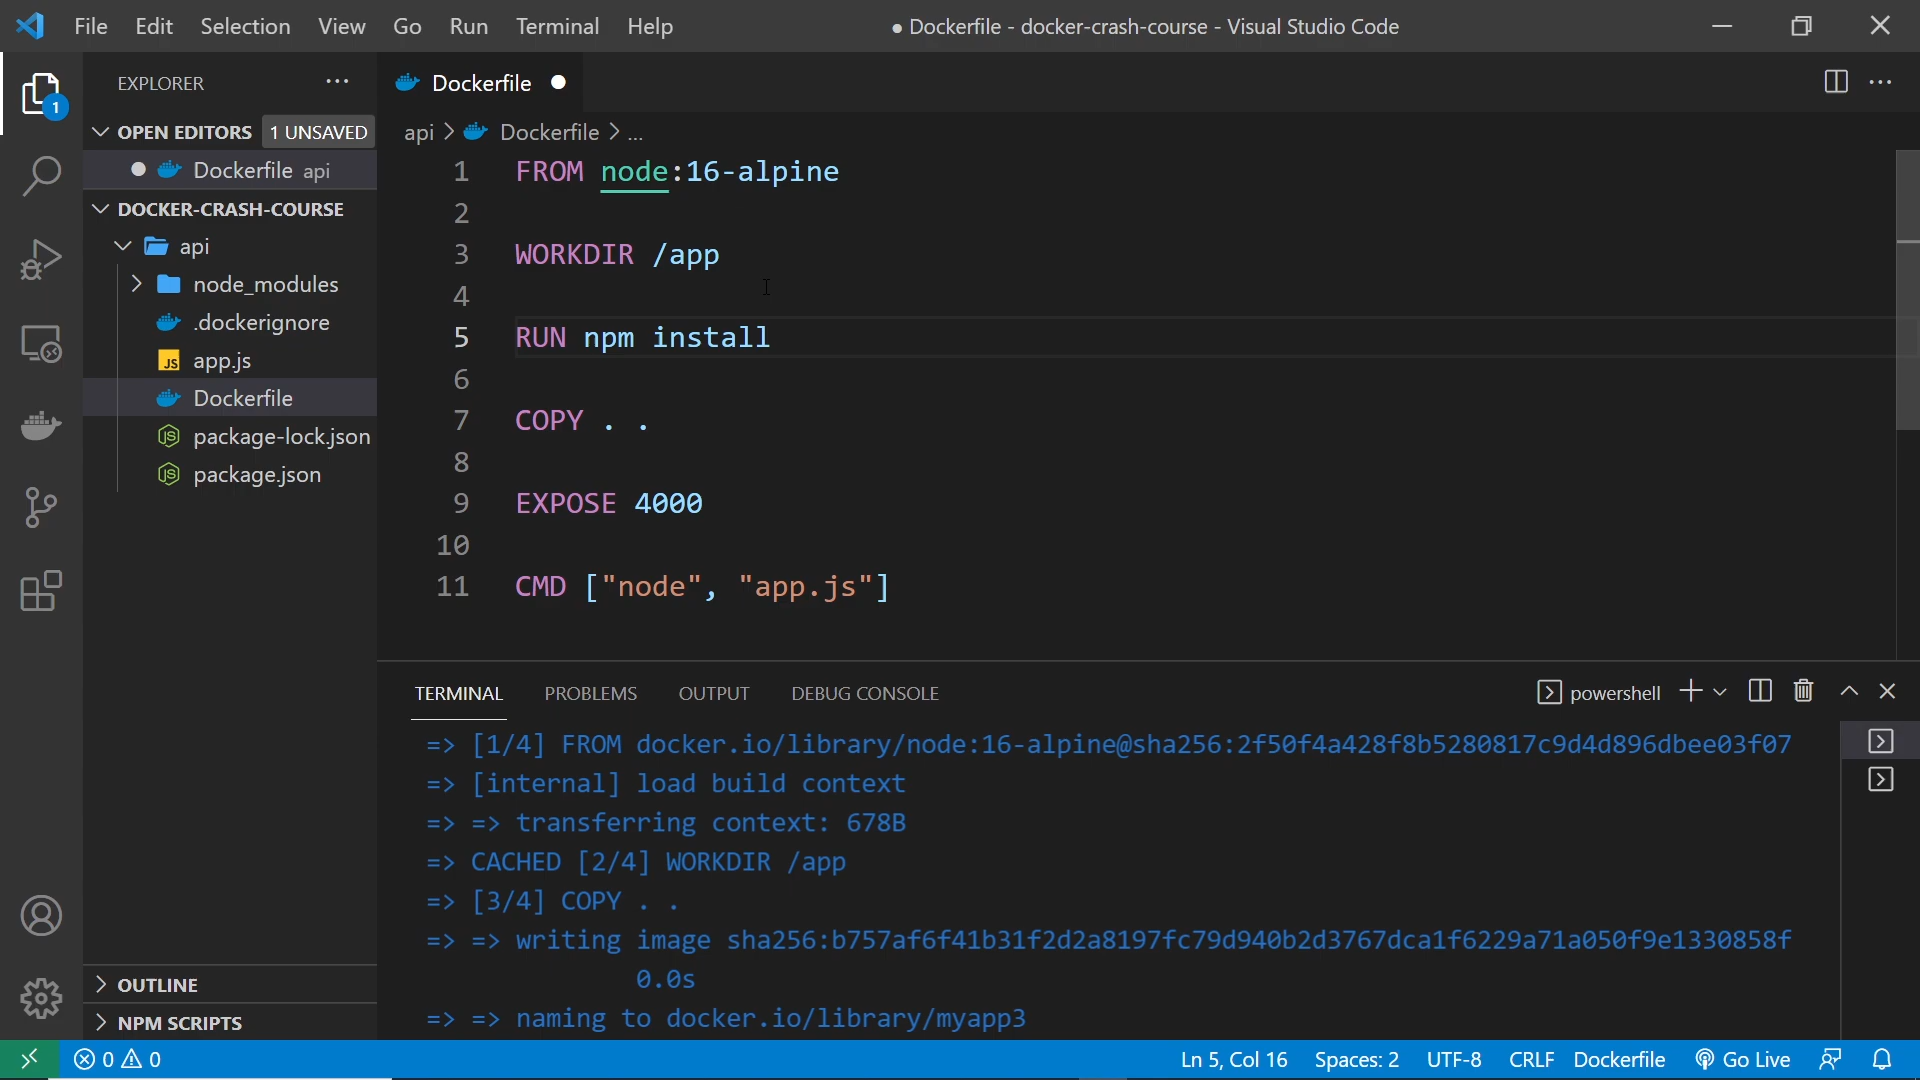 File Edit Selection View Go Run Terminal Help
● Dockerfile - docker-crash-course - Visual Studio Code
EXPLORER
1
OPEN EDITORS 1 UNSAVED
Dockerfile api
DOCKER-CRASH-COURSE
api
node_modules
.dockerignore
JS app.js
Dockerfile
package-lock.json
package.json
OUTLINE
NPM SCRIPTS
Dockerfile
api > Dockerfile > ...
1 FROM node:16-alpine
2
3 WORKDIR /app
4
5 RUN npm install
6
7 COPY . .
8
9 EXPOSE 4000
10
11 CMD ["node", "app.js"]
TERMINAL PROBLEMS OUTPUT DEBUG CONSOLE
powershell
=> [1/4] FROM docker.io/library/node:16-alpine@sha256:2f50f4a428f8b5280817c9d4d896dbee03f07
=> [internal] load build context
=> => transferring context: 678B
=> CACHED [2/4] WORKDIR /app
=> [3/4] COPY . .
=> => writing image sha256:b757af6f41b31f2d2a8197fc79d940b2d3767dca1f6229a71a050f9e1330858f
0.0s
=> => naming to docker.io/library/myapp3
0 0
Ln 5, Col 16 Spaces: 2 UTF-8 CRLF Dockerfile Go Live